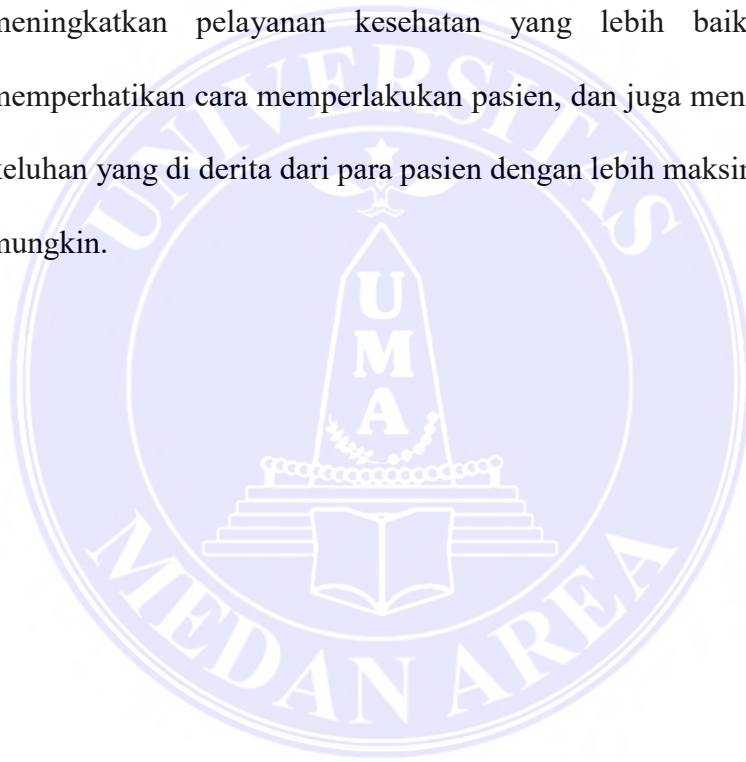 meningkatkan pelayanan kesehatan yang lebih baik
memperhatikan cara memperlakukan pasien, dan juga men
keluhan yang di derita dari para pasien dengan lebih maksim
mungkin.
UNIVERSITAS
U
M
A
MEDAN AREA